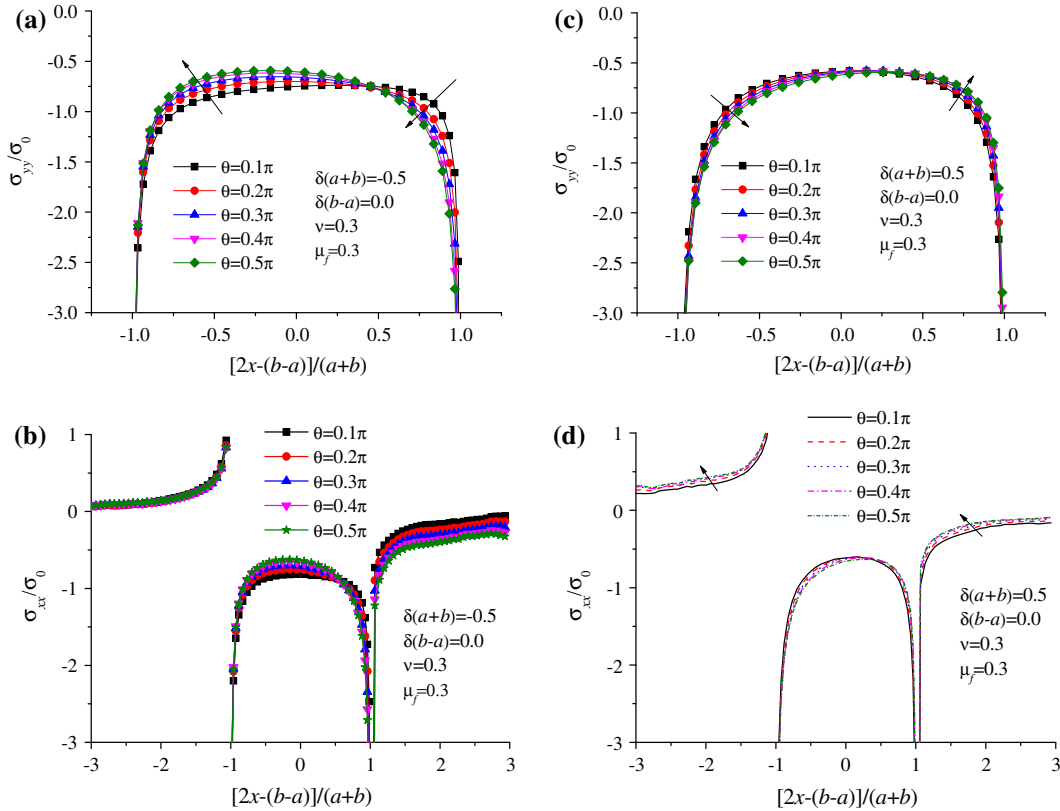 (a)
0.0
-0.5
-1.0
-1.5
-2.0
-2.5
-3.0
σyy/σ0
θ=0.1π
θ=0.2π
θ=0.3π
θ=0.4π
θ=0.5π
δ(a+b)=-0.5
δ(b-a)=0.0
ν=0.3
μf=0.3
-1.0 -0.5 0.0 0.5 1.0
[2x-(b-a)]/(a+b)
(c)
0.0
-0.5
-1.0
-1.5
-2.0
-2.5
-3.0
σyy/σ0
θ=0.1π
θ=0.2π
θ=0.3π
θ=0.4π
θ=0.5π
δ(a+b)=0.5
δ(b-a)=0.0
ν=0.3
μf=0.3
-1.0 -0.5 0.0 0.5 1.0
[2x-(b-a)]/(a+b)
(b)
1
0
-1
-2
-3
σxx/σ0
θ=0.1π
θ=0.2π
θ=0.3π
θ=0.4π
θ=0.5π
δ(a+b)=-0.5
δ(b-a)=0.0
ν=0.3
μf=0.3
-3 -2 -1 0 1 2 3
[2x-(b-a)]/(a+b)
(d)
1
0
-1
-2
-3
σxx/σ0
θ=0.1π
θ=0.2π
θ=0.3π
θ=0.4π
θ=0.5π
δ(a+b)=0.5
δ(b-a)=0.0
ν=0.3
μf=0.3
-3 -2 -1 0 1 2 3
[2x-(b-a)]/(a+b)